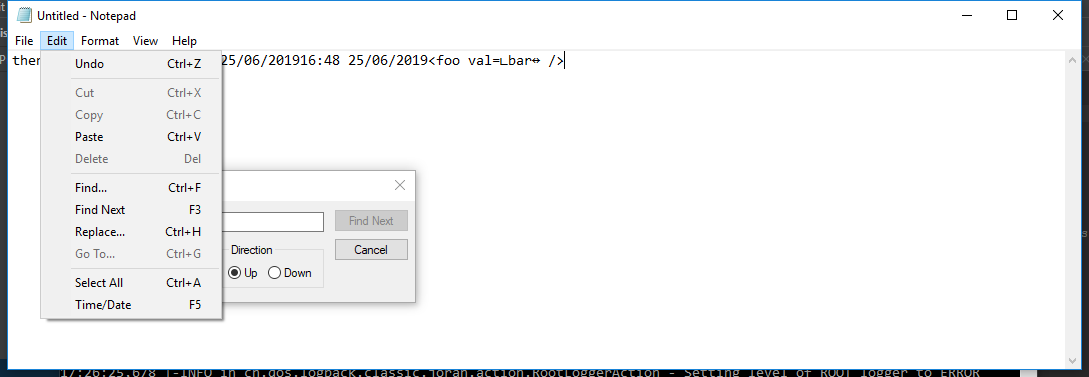 Untitled - Notepad
File Edit Format View Help
ther 25/06/201916:48 25/06/2019<foo val=∟bar↔ />
Undo Ctrl+Z
Cut Ctrl+X
Copy Ctrl+C
Paste Ctrl+V
Delete Del
Find... Ctrl+F
Find Next F3
Replace... Ctrl+H
Go To... Ctrl+G
Select All Ctrl+A
Time/Date F5
Find Next
Cancel
Direction
Up Down
17:26:25.678 |-INFO in ch.qos.logback.classic.joran.action.RootLoggerAction - Setting level of ROOT logger to ERROR